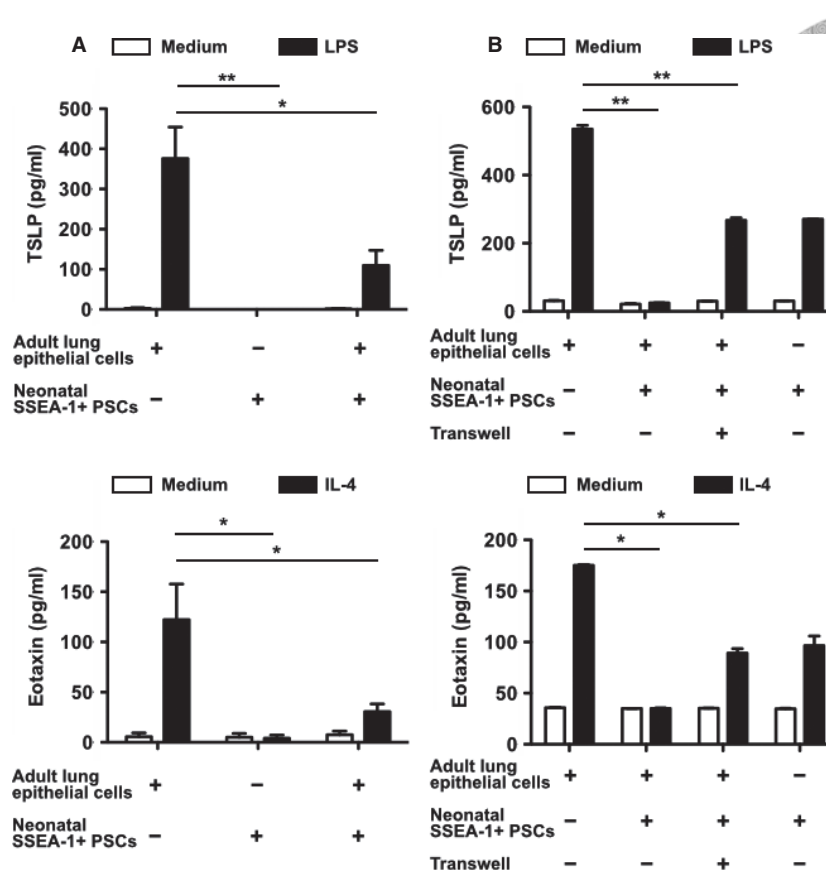 A Medium LPS
**
*
500
400
300
200
100
0
TSLP (pg/ml)
Adult lung
epithelial cells + − +
Neonatal
SSEA-1+ PSCs − + +
B Medium LPS
**
**
600
400
200
0
TSLP (pg/ml)
Adult lung
epithelial cells + + + −
Neonatal
SSEA-1+ PSCs − + + +
Transwell − − + −
Medium IL-4
*
*
200
150
100
50
0
Eotaxin (pg/ml)
Adult lung
epithelial cells + − +
Neonatal
SSEA-1+ PSCs − + +
Medium IL-4
*
*
200
150
100
50
0
Eotaxin (pg/ml)
Adult lung
epithelial cells + + + −
Neonatal
SSEA-1+ PSCs − + + +
Transwell − − + −